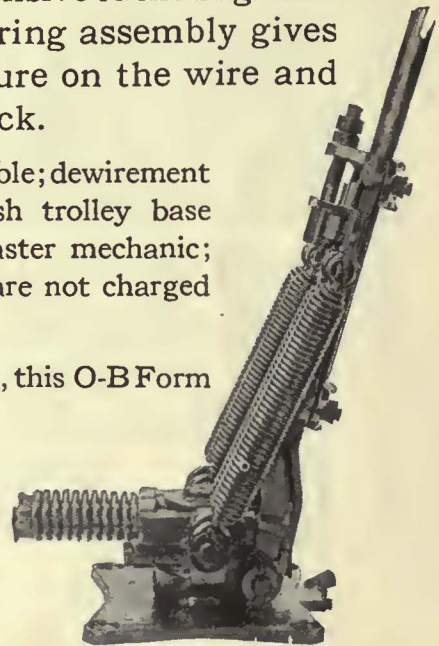 ring assembly gives
ure on the wire and
ck.
ble; dewirement
sh trolley base
aster mechanic;
are not charged
, this O-B Form